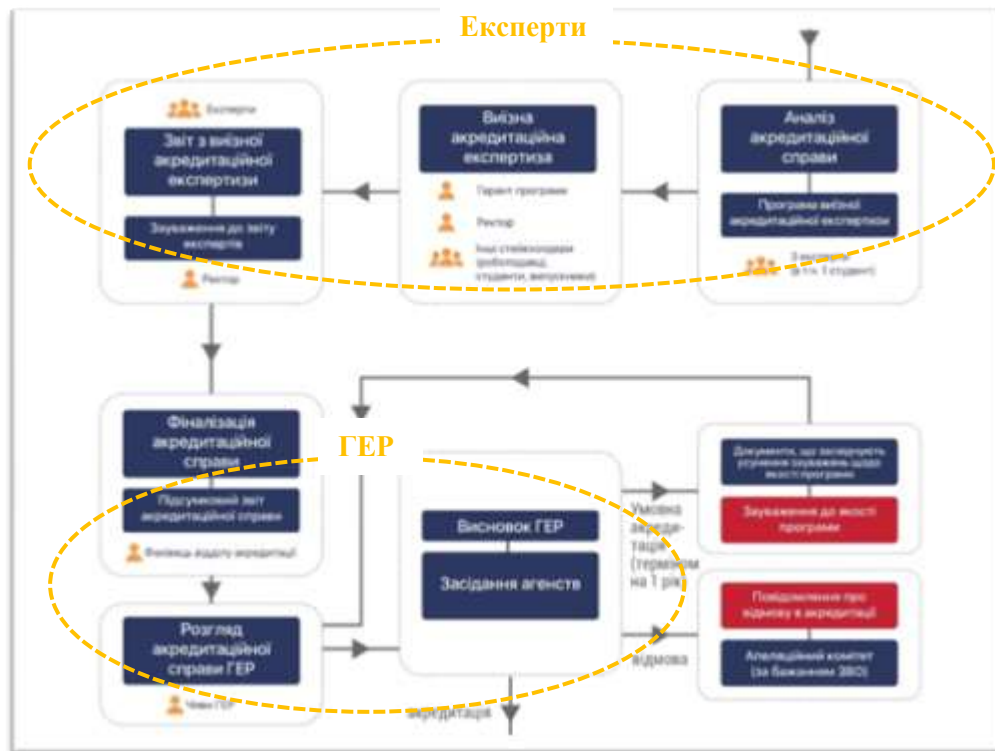 Експерти
Експерти
Звіт з виїзної
акредитаційної
експертизи
Зауваження до звіту
експертів
Ректор
Виїзна
акредитаційна
експертиза
Гарант програми
Ректор
Інші стейкхолдери
(роботодавці,
студенти, випускники)
Аналіз
акредитаційної
справи
Програма виїзної
акредитаційної експертизи
3 експерти
(в т.ч. 1 студент)
Фіналізація
акредитаційної
справи
Підсумковий звіт
акредитаційної справи
Фахівець відділу акредитації
ГЕР
Розгляд
акредитаційної
справи ГЕР
Члени ГЕР
Висновок ГЕР
Засідання агенств
Умовна
акреди-
тація
(терміном
на 1 рік)
Документи, що засвідчують
усунення зауважень щодо
якості програми
Зауваження до якості
програми
відмова
Повідомлення про
відмову в акредитації
Апеляційний комітет
(за бажанням ЗВО)
акредитація